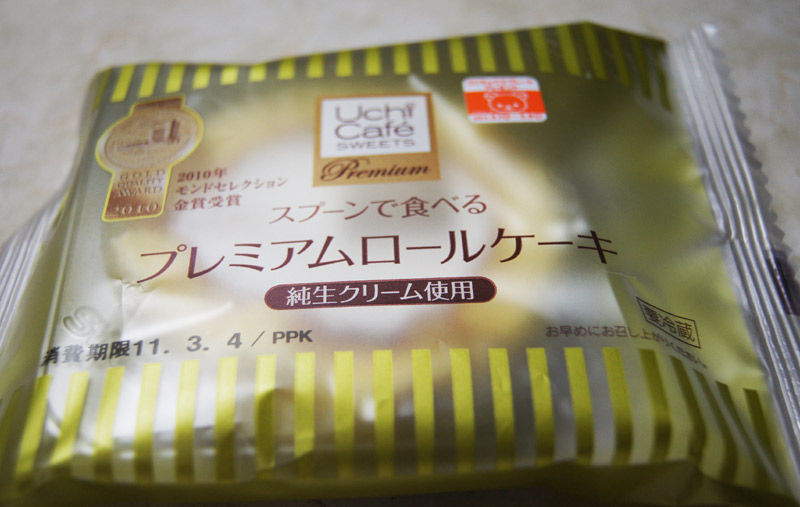 Uchi
Café
SWEETS
Premium
GOLD
QUALITY
AWARD
2010
2010年
モンドセレクション
金賞受賞
スプーンで食べる
プレミアムロールケーキ
純生クリーム使用
消費期限11. 3. 4/PPK
要冷蔵
お早めにお召し上がりください